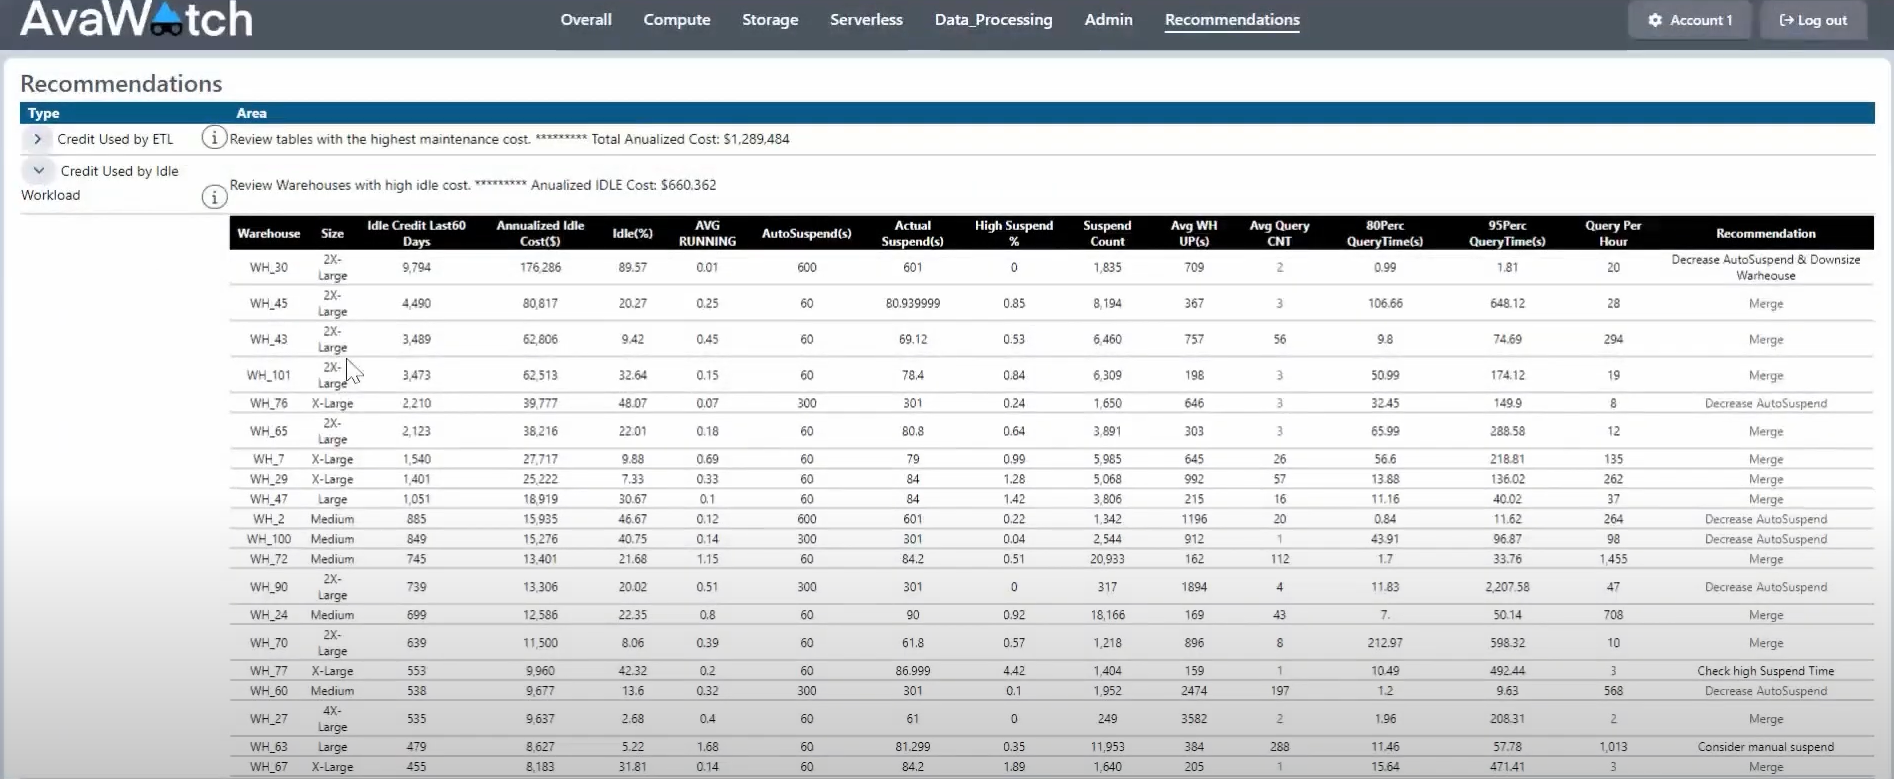 AvaWatch
Overall Compute Storage Serverless Data_Processing Admin Recommendations Account 1 Log out
Recommendations
Type Area
Credit Used by ETL Review tables with the highest maintenance cost. ********* Total Anualized Cost: $1,289,484
Credit Used by Idle Workload Review Warehouses with high idle cost. ********* Anualized IDLE Cost: $660.362
Warehouse Size Idle Credit Last60 Days Annualized Idle Cost($) Idle(%) AVG RUNNING AutoSuspend(s) Actual Suspend(s) High Suspend % Suspend Count Avg WH UP(s) Avg Query CNT 80Perc QueryTime(s) 95Perc QueryTime(s) Query Per Hour Recommendation
WH_30 2X-Large 9,794 176,286 89.57 0.01 600 601 0 1,835 709 2 0.99 1.81 20 Decrease AutoSuspend & Downsize Warheouse
WH_45 2X-Large 4,490 80,817 20.27 0.25 60 80.939999 0.85 8,194 367 3 106.66 648.12 28 Merge
WH_43 2X-Large 3,489 62,806 9.42 0.45 60 69.12 0.53 6,460 757 56 9.8 74.69 294 Merge
WH_101 2X-Large 3,473 62,513 32.64 0.15 60 78.4 0.84 6,309 198 3 50.99 174.12 19 Merge
WH_76 X-Large 2,210 39,777 48.07 0.07 300 301 0.24 1,650 646 3 32.45 149.9 8 Decrease AutoSuspend
WH_65 2X-Large 2,123 38,216 22.01 0.18 60 80.8 0.64 3,891 303 3 65.99 288.58 12 Merge
WH_7 X-Large 1,540 27,717 9.88 0.69 60 79 0.99 5,985 645 26 56.6 218.81 135 Merge
WH_29 X-Large 1,401 25,222 7.33 0.33 60 84 1.28 5,068 992 57 13.88 136.02 262 Merge
WH_47 Large 1,051 18,919 30.67 0.1 60 84 1.42 3,806 215 16 11.16 40.02 37 Merge
WH_2 Medium 885 15,935 46.67 0.12 600 601 0.22 1,342 1196 20 0.84 11.62 264 Decrease AutoSuspend
WH_100 Medium 849 15,276 40.75 0.14 300 301 0.04 2,544 912 1 43.91 96.87 98 Decrease AutoSuspend
WH_72 Medium 745 13,401 21.68 1.15 60 84.2 0.51 20,933 162 112 1.7 33.76 1,455 Merge
WH_90 2X-Large 739 13,306 20.02 0.51 300 301 0 317 1894 4 11.83 2,207.58 47 Decrease AutoSuspend
WH_24 Medium 699 12,586 22.35 0.8 60 90 0.92 18,166 169 43 7. 50.14 708 Merge
WH_70 2X-Large 639 11,500 8.06 0.39 60 61.8 0.57 1,218 896 8 212.97 598.32 10 Merge
WH_77 X-Large 553 9,960 42.32 0.2 60 86.999 4.42 1,404 159 1 10.49 492.44 3 Check high Suspend Time
WH_60 Medium 538 9,677 13.6 0.32 300 301 0.1 1,952 2474 197 1.2 9.63 568 Decrease AutoSuspend
WH_27 4X-Large 535 9,637 2.68 0.4 60 61 0 249 3582 2 1.96 208.31 2 Merge
WH_63 Large 479 8,627 5.22 1.68 60 81.299 0.35 11,953 384 288 11.46 57.78 1,013 Consider manual suspend
WH_67 X-Large 455 8,183 31.81 0.14 60 84.2 1.89 1,640 205 1 15.64 471.41 3 Merge